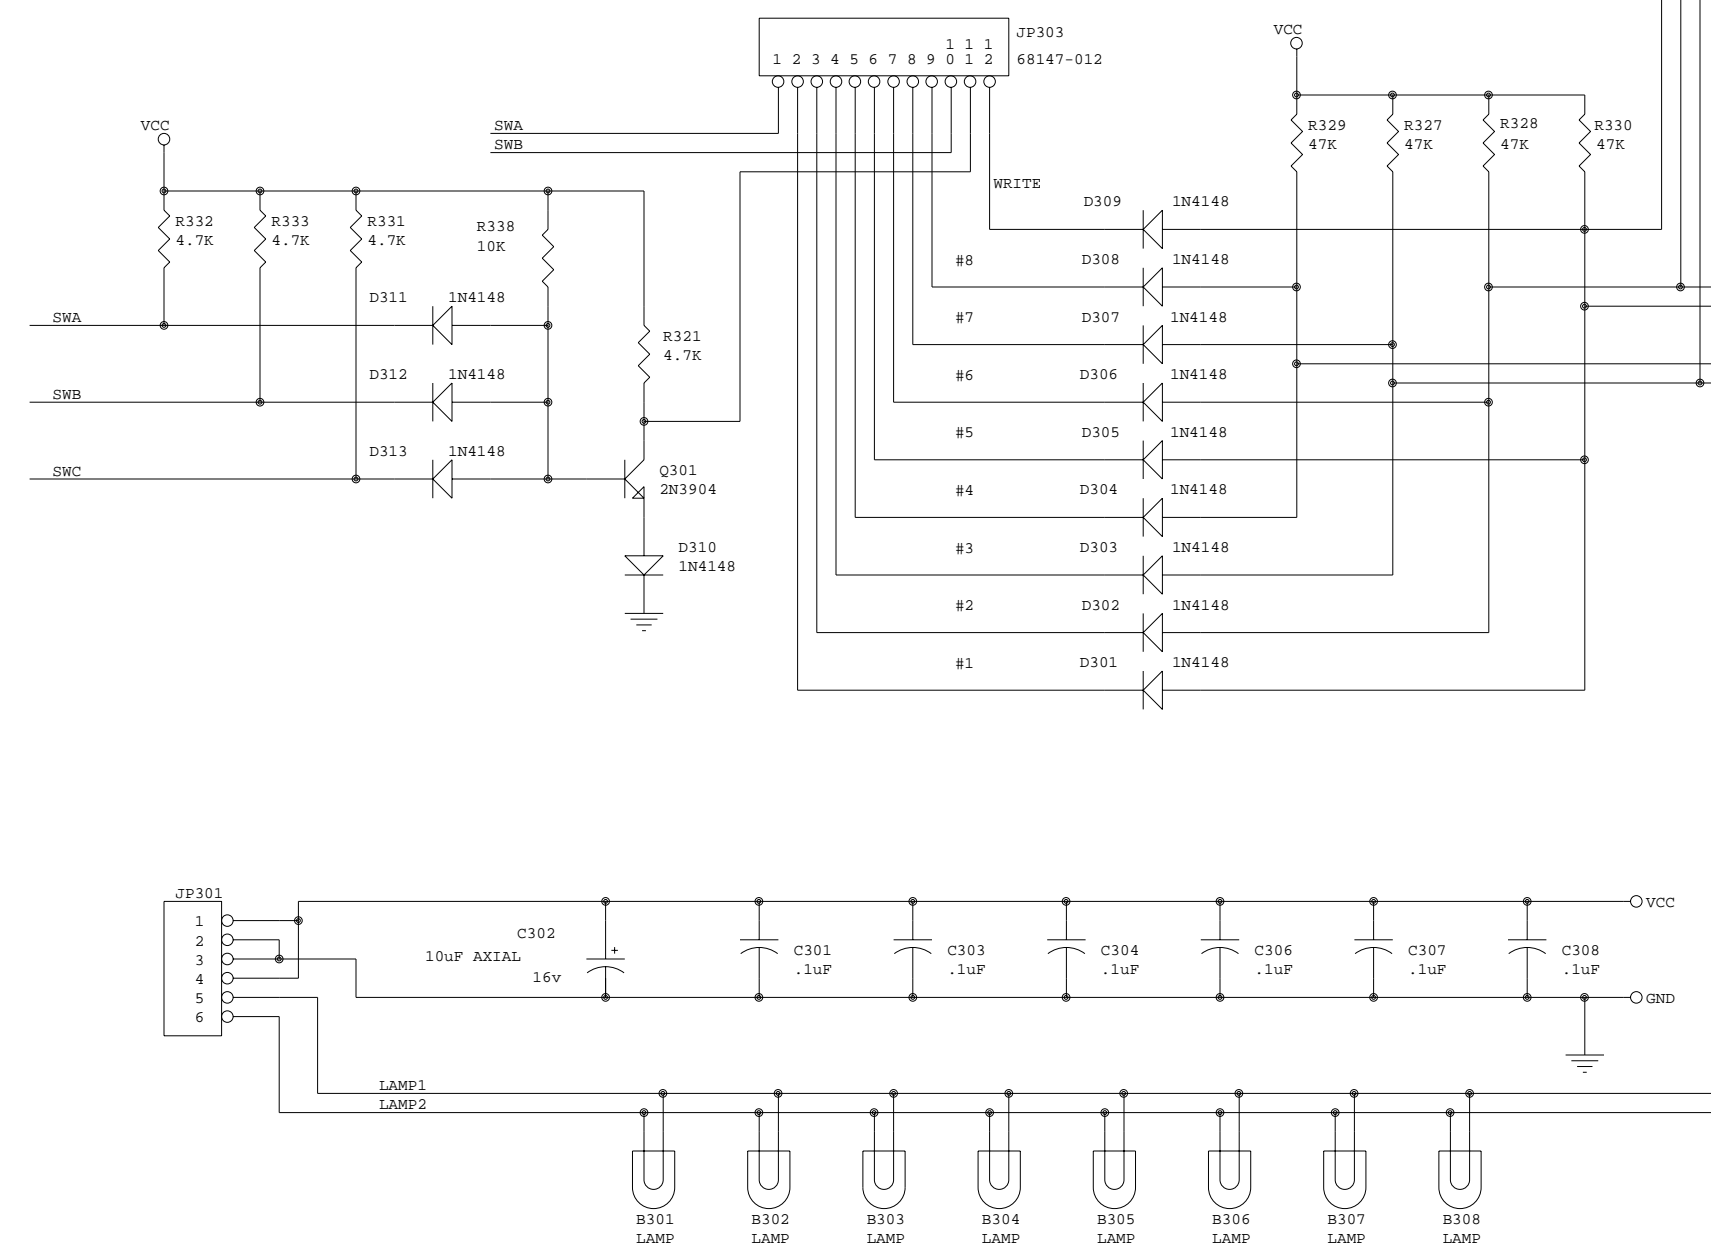 JP303
68147-012
1 2 3 4 5 6 7 8 9 10 11 12
SWA
SWB
WRITE
VCC
R332
4.7K
R333
4.7K
R331
4.7K
R338
10K
SWA
D311 1N4148
SWB
D312 1N4148
SWC
D313 1N4148
R321
4.7K
Q301
2N3904
D310
1N4148
VCC
R329
47K
R327
47K
R328
47K
R330
47K
D309 1N4148
#8 D308 1N4148
#7 D307 1N4148
#6 D306 1N4148
#5 D305 1N4148
#4 D304 1N4148
#3 D303 1N4148
#2 D302 1N4148
#1 D301 1N4148
JP301
1
2
3
4
5
6
C302
10uF AXIAL
16v
+
C301
.1uF
C303
.1uF
C304
.1uF
C306
.1uF
C307
.1uF
C308
.1uF
VCC
GND
LAMP1
LAMP2
B301
LAMP
B302
LAMP
B303
LAMP
B304
LAMP
B305
LAMP
B306
LAMP
B307
LAMP
B308
LAMP